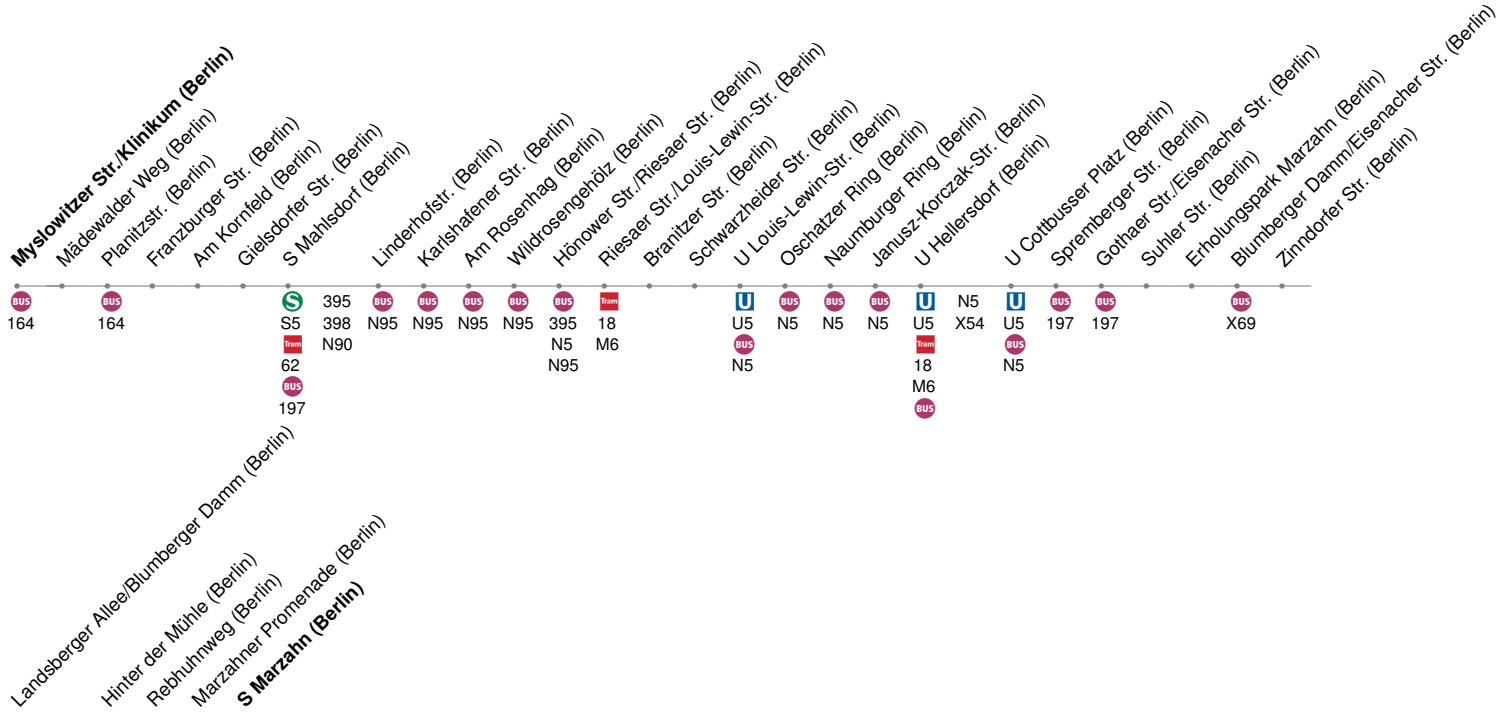 Myslowitzer Str./Klinikum (Berlin)
Mädewalder Weg (Berlin)
Planitzstr. (Berlin)
Franzburger Str. (Berlin)
Am Kornfeld (Berlin)
Gielsdorfer Str. (Berlin)
S Mahlsdorf (Berlin)
Linderhofstr. (Berlin)
Karlshafener Str. (Berlin)
Am Rosenhag (Berlin)
Wildrosengehölz (Berlin)
Hönower Str./Riesaer Str. (Berlin)
Riesaer Str./Louis-Lewin-Str. (Berlin)
Branitzer Str. (Berlin)
Schwarzheider Str. (Berlin)
U Louis-Lewin-Str. (Berlin)
Oschatzer Ring (Berlin)
Naumburger Ring (Berlin)
Janusz-Korczak-Str. (Berlin)
U Hellersdorf (Berlin)
U Cottbusser Platz (Berlin)
Spremberger Str. (Berlin)
Gothaer Str./Eisenacher Str. (Berlin)
Suhler Str. (Berlin)
Erholungspark Marzahn (Berlin)
Blumberger Damm/Eisenacher Str. (Berlin)
Zinndorfer Str. (Berlin)
BUS
164
BUS
164
S
S5
Tram
62
BUS
197
395
398
N90
BUS
N95
BUS
N95
BUS
N95
BUS
N95
BUS
395
N5
N95
Tram
18
M6
U
U5
BUS
N5
BUS
N5
BUS
N5
BUS
N5
U
U5
Tram
18
M6
BUS
N5
X54
U
U5
BUS
N5
BUS
197
BUS
197
BUS
X69
Landsberger Allee/Blumberger Damm (Berlin)
Hinter der Mühle (Berlin)
Rebhuhnweg (Berlin)
Marzahner Promenade (Berlin)
S Marzahn (Berlin)